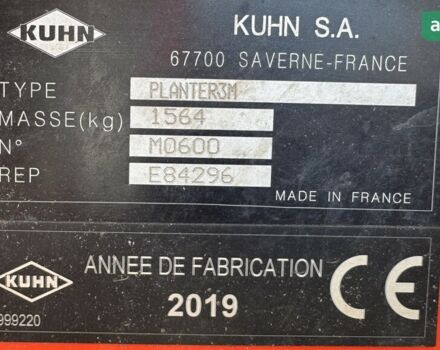 KUHN
KUHN S.A.
67700 SAVERNE-FRANCE
TYPE PLANTER3M
MASSE(kg) 1564
N° M0600
REP E84296
MADE IN FRANCE
KUHN
ANNEE DE FABRICATION
2019
CE
999220
a